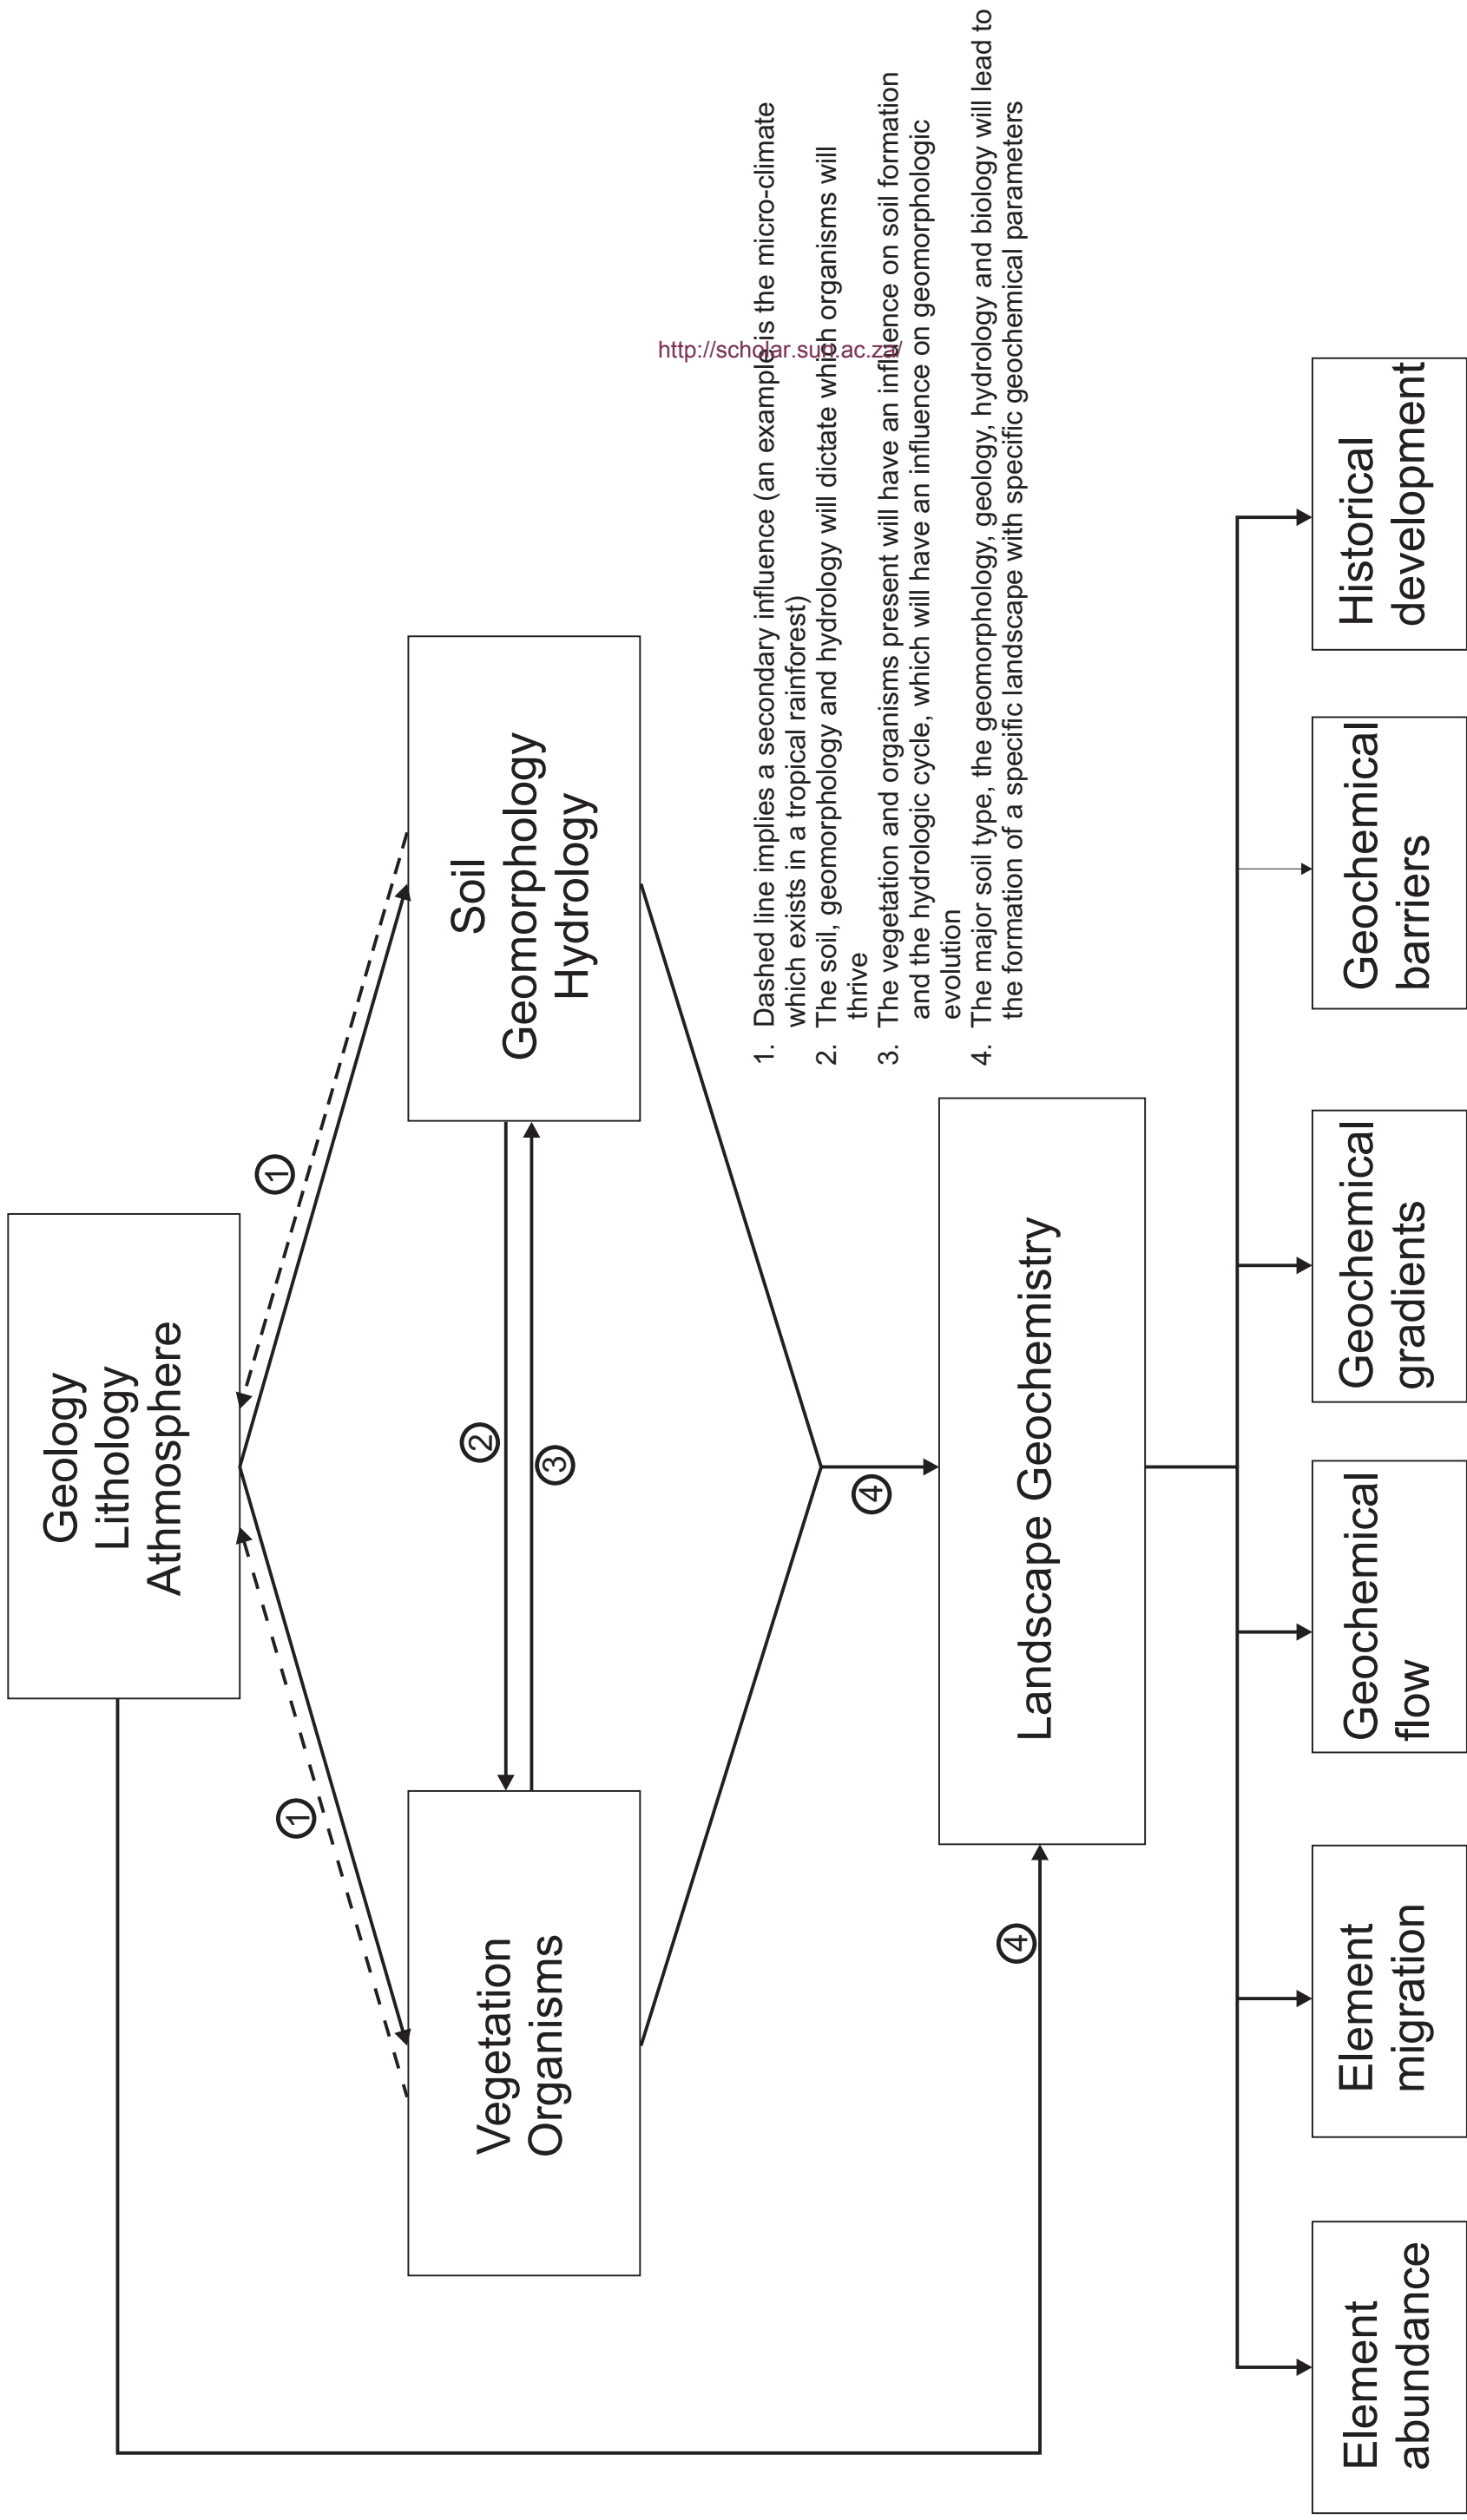 Geology
Lithology
Athmosphere
1
1
Vegetation
Organisms
Soil
Geomorphology
Hydrology
2
3
4
4
Landscape Geochemistry
1. Dashed line implies a secondary influence (an example is the micro-climate
which exists in a tropical rainforest)
2. The soil, geomorphology and hydrology will dictate which organisms will
thrive
3. The vegetation and organisms present will have an influence on soil formation
and the hydrologic cycle, which will have an influence on geomorphologic
evolution
4. The major soil type, the geomorphology, geology, hydrology and biology will lead to
the formation of a specific landscape with specific geochemical parameters
Element
abundance
Element
migration
Geochemical
flow
Geochemical
gradients
Geochemical
barriers
Historical
development
http://scholar.sun.ac.za/